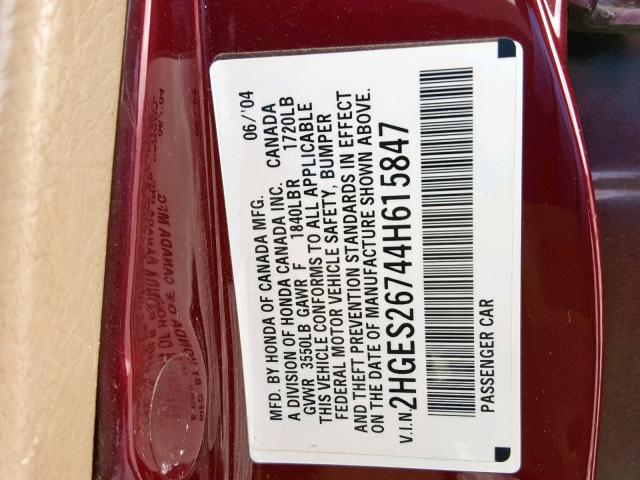 MFD. BY HONDA OF CANADA MFG. 06/'04
A DIVISION OF HONDA CANADA INC. CANADA
GVWR 3550LB GAWR F 1840LBR 1720LB
THIS VEHICLE CONFORMS TO ALL APPLICABLE
FEDERAL MOTOR VEHICLE SAFETY, BUMPER
AND THEFT PREVENTION STANDARDS IN EFFECT
ON THE DATE OF MANUFACTURE SHOWN ABOVE.
V.I.N.2HGES26744H615847
PASSENGER CAR